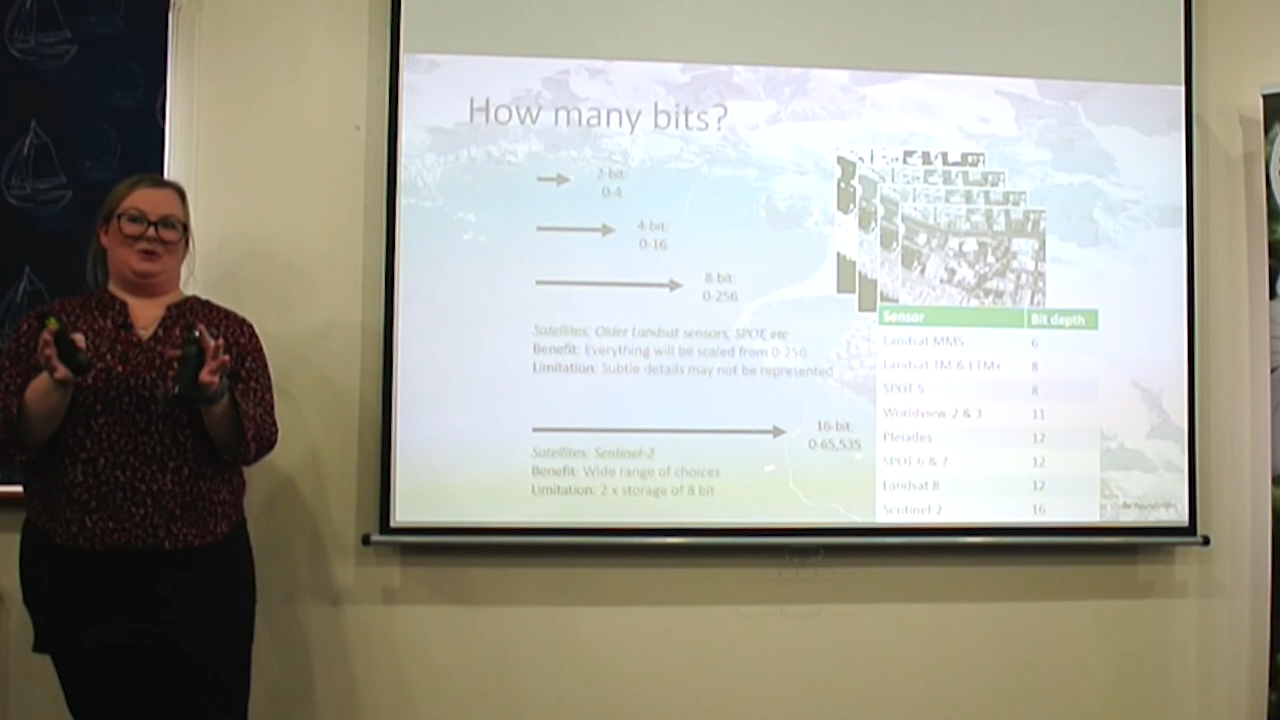 How many bits?
2-bit:
0-4
4-bit:
0-16
8-bit:
0-256
Satellites: Older Landsat sensors, SPOT, etc
Benefit: Everything will be scaled from 0-256
Limitation: Subtle details may not be represented
16-bit:
0-65,535
Satellites: Sentinel-2
Benefit: Wide range of choices
Limitation: 2 x storage of 8 bit
Sensor Bit depth
Landsat MMS 6
Landsat TM & ETM+ 8
SPOT 5 8
Worldview 2 & 3 11
Pleiades 12
SPOT 6 & 7 12
Landsat 8 12
Sentinel-2 16